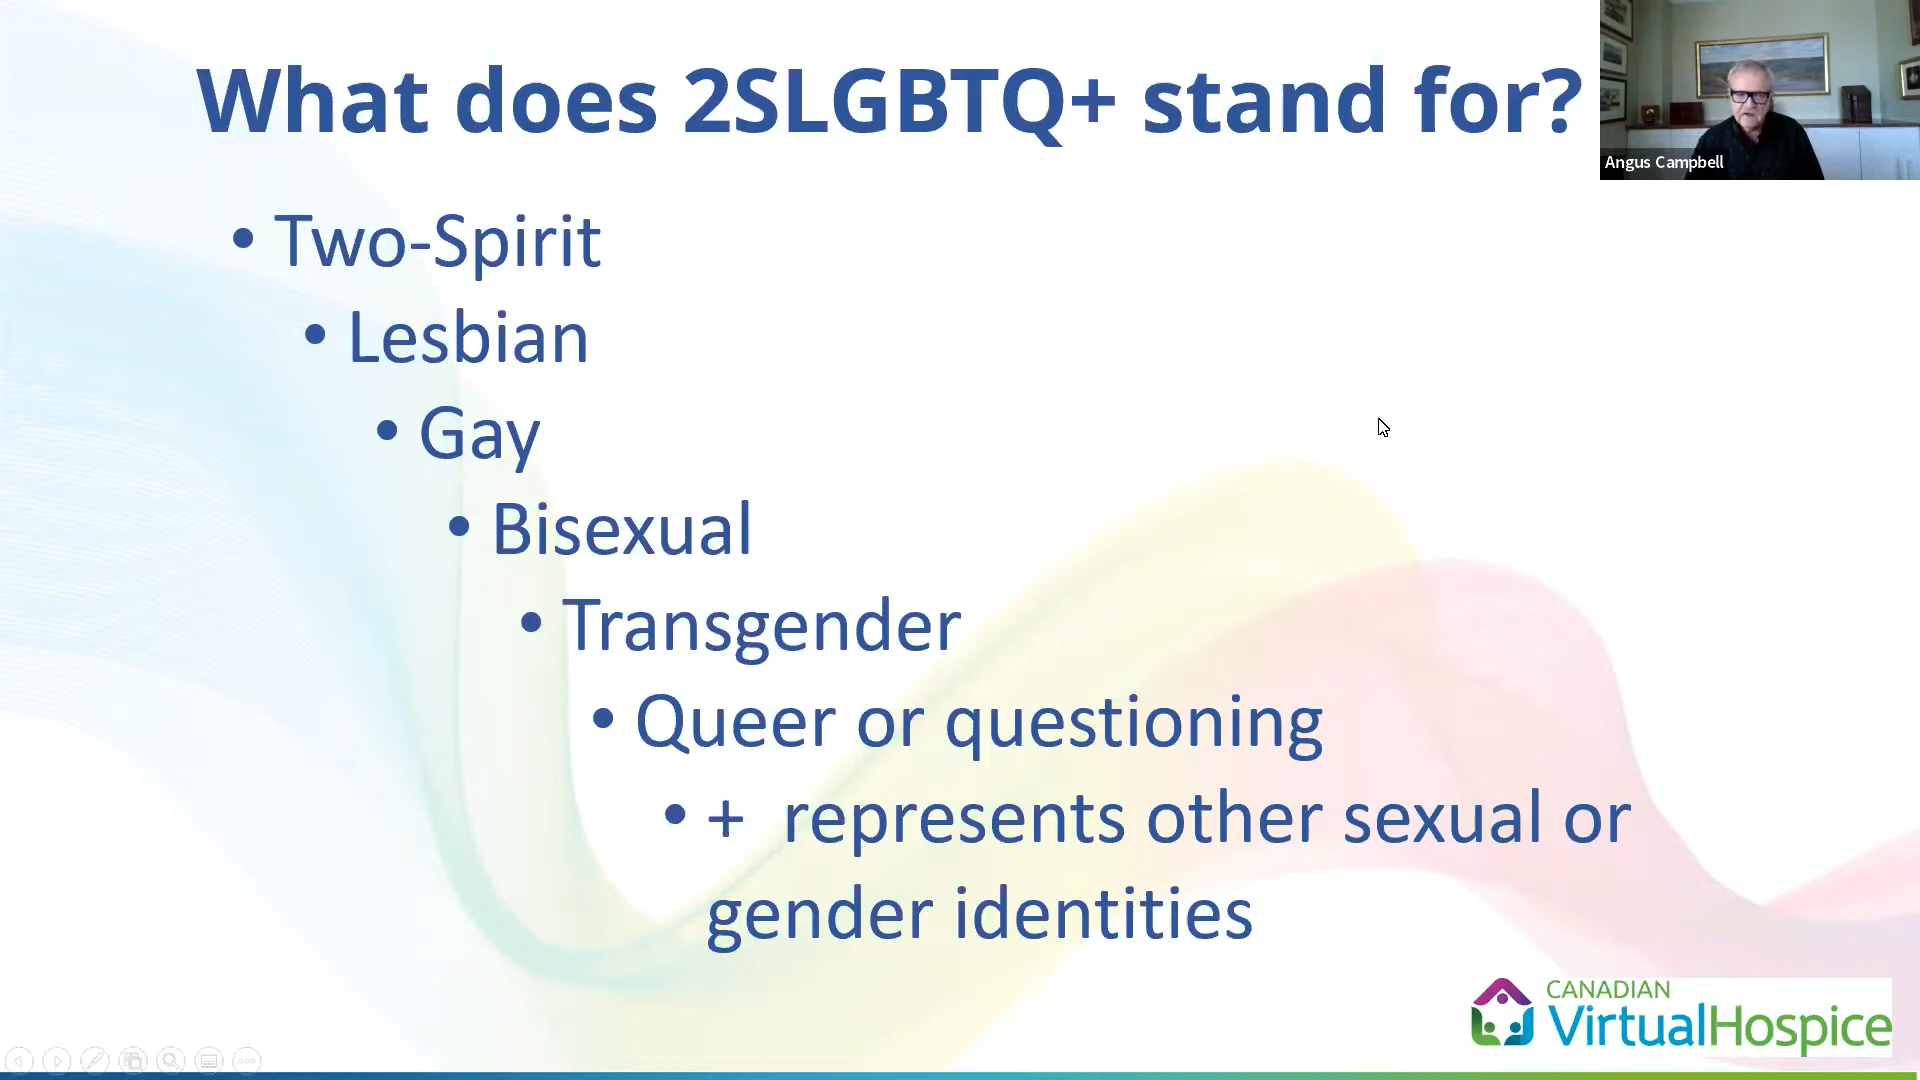 What does 2SLGBTQ+ stand for?
Angus Campbell
• Two-Spirit
• Lesbian
• Gay
• Bisexual
• Transgender
• Queer or questioning
• + represents other sexual or
gender identities
CANADIAN
VirtualHospice